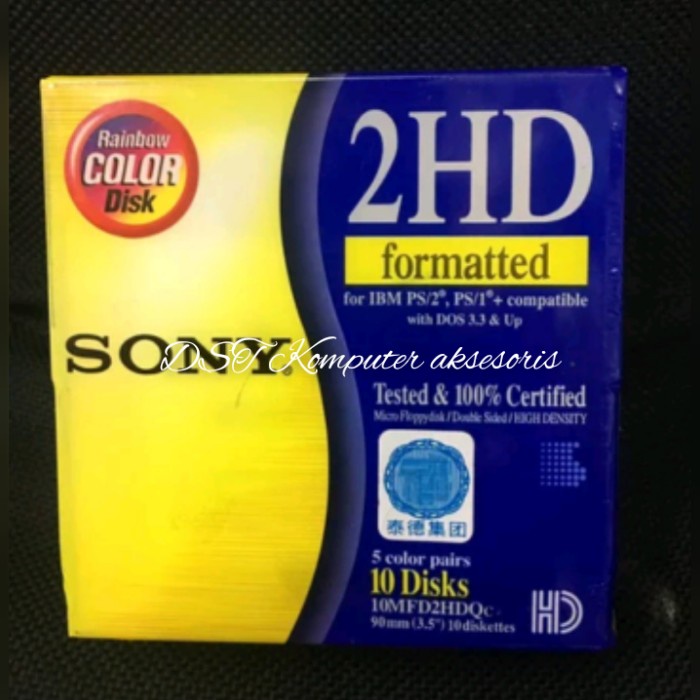 Rainbow
COLOR
Disk
2HD
formatted
for IBM PS/2®, PS/1®+ compatible
with DOS 3.3 & Up
SONY®
DST Komputer aksesoris
Tested & 100% Certified
Micro Floppydisk / Double Sided / HIGH DENSITY
泰德集团
5 color pairs
10 Disks
10MFD2HDQC
90mm (3.5") 10 diskettes
HD